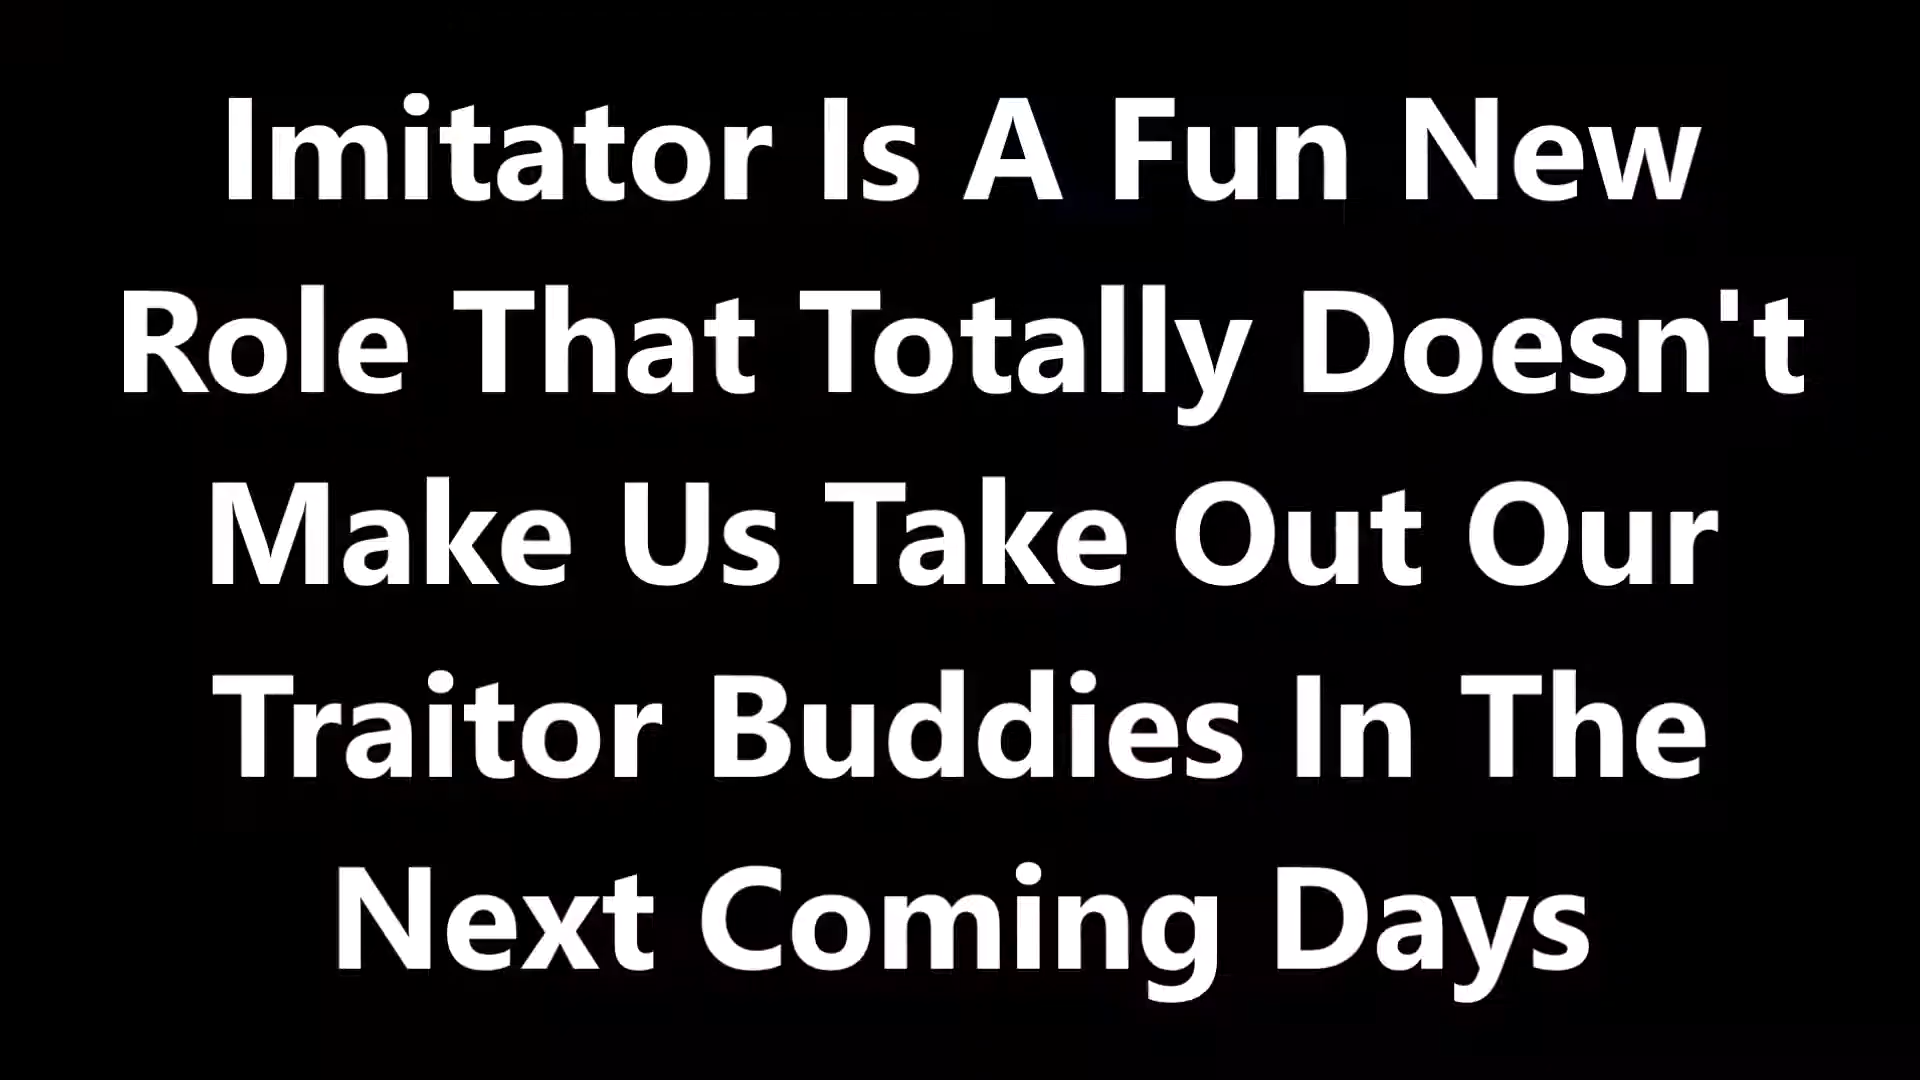 Imitator Is A Fun New
Role That Totally Doesn't
Make Us Take Out Our
Traitor Buddies In The
Next Coming Days